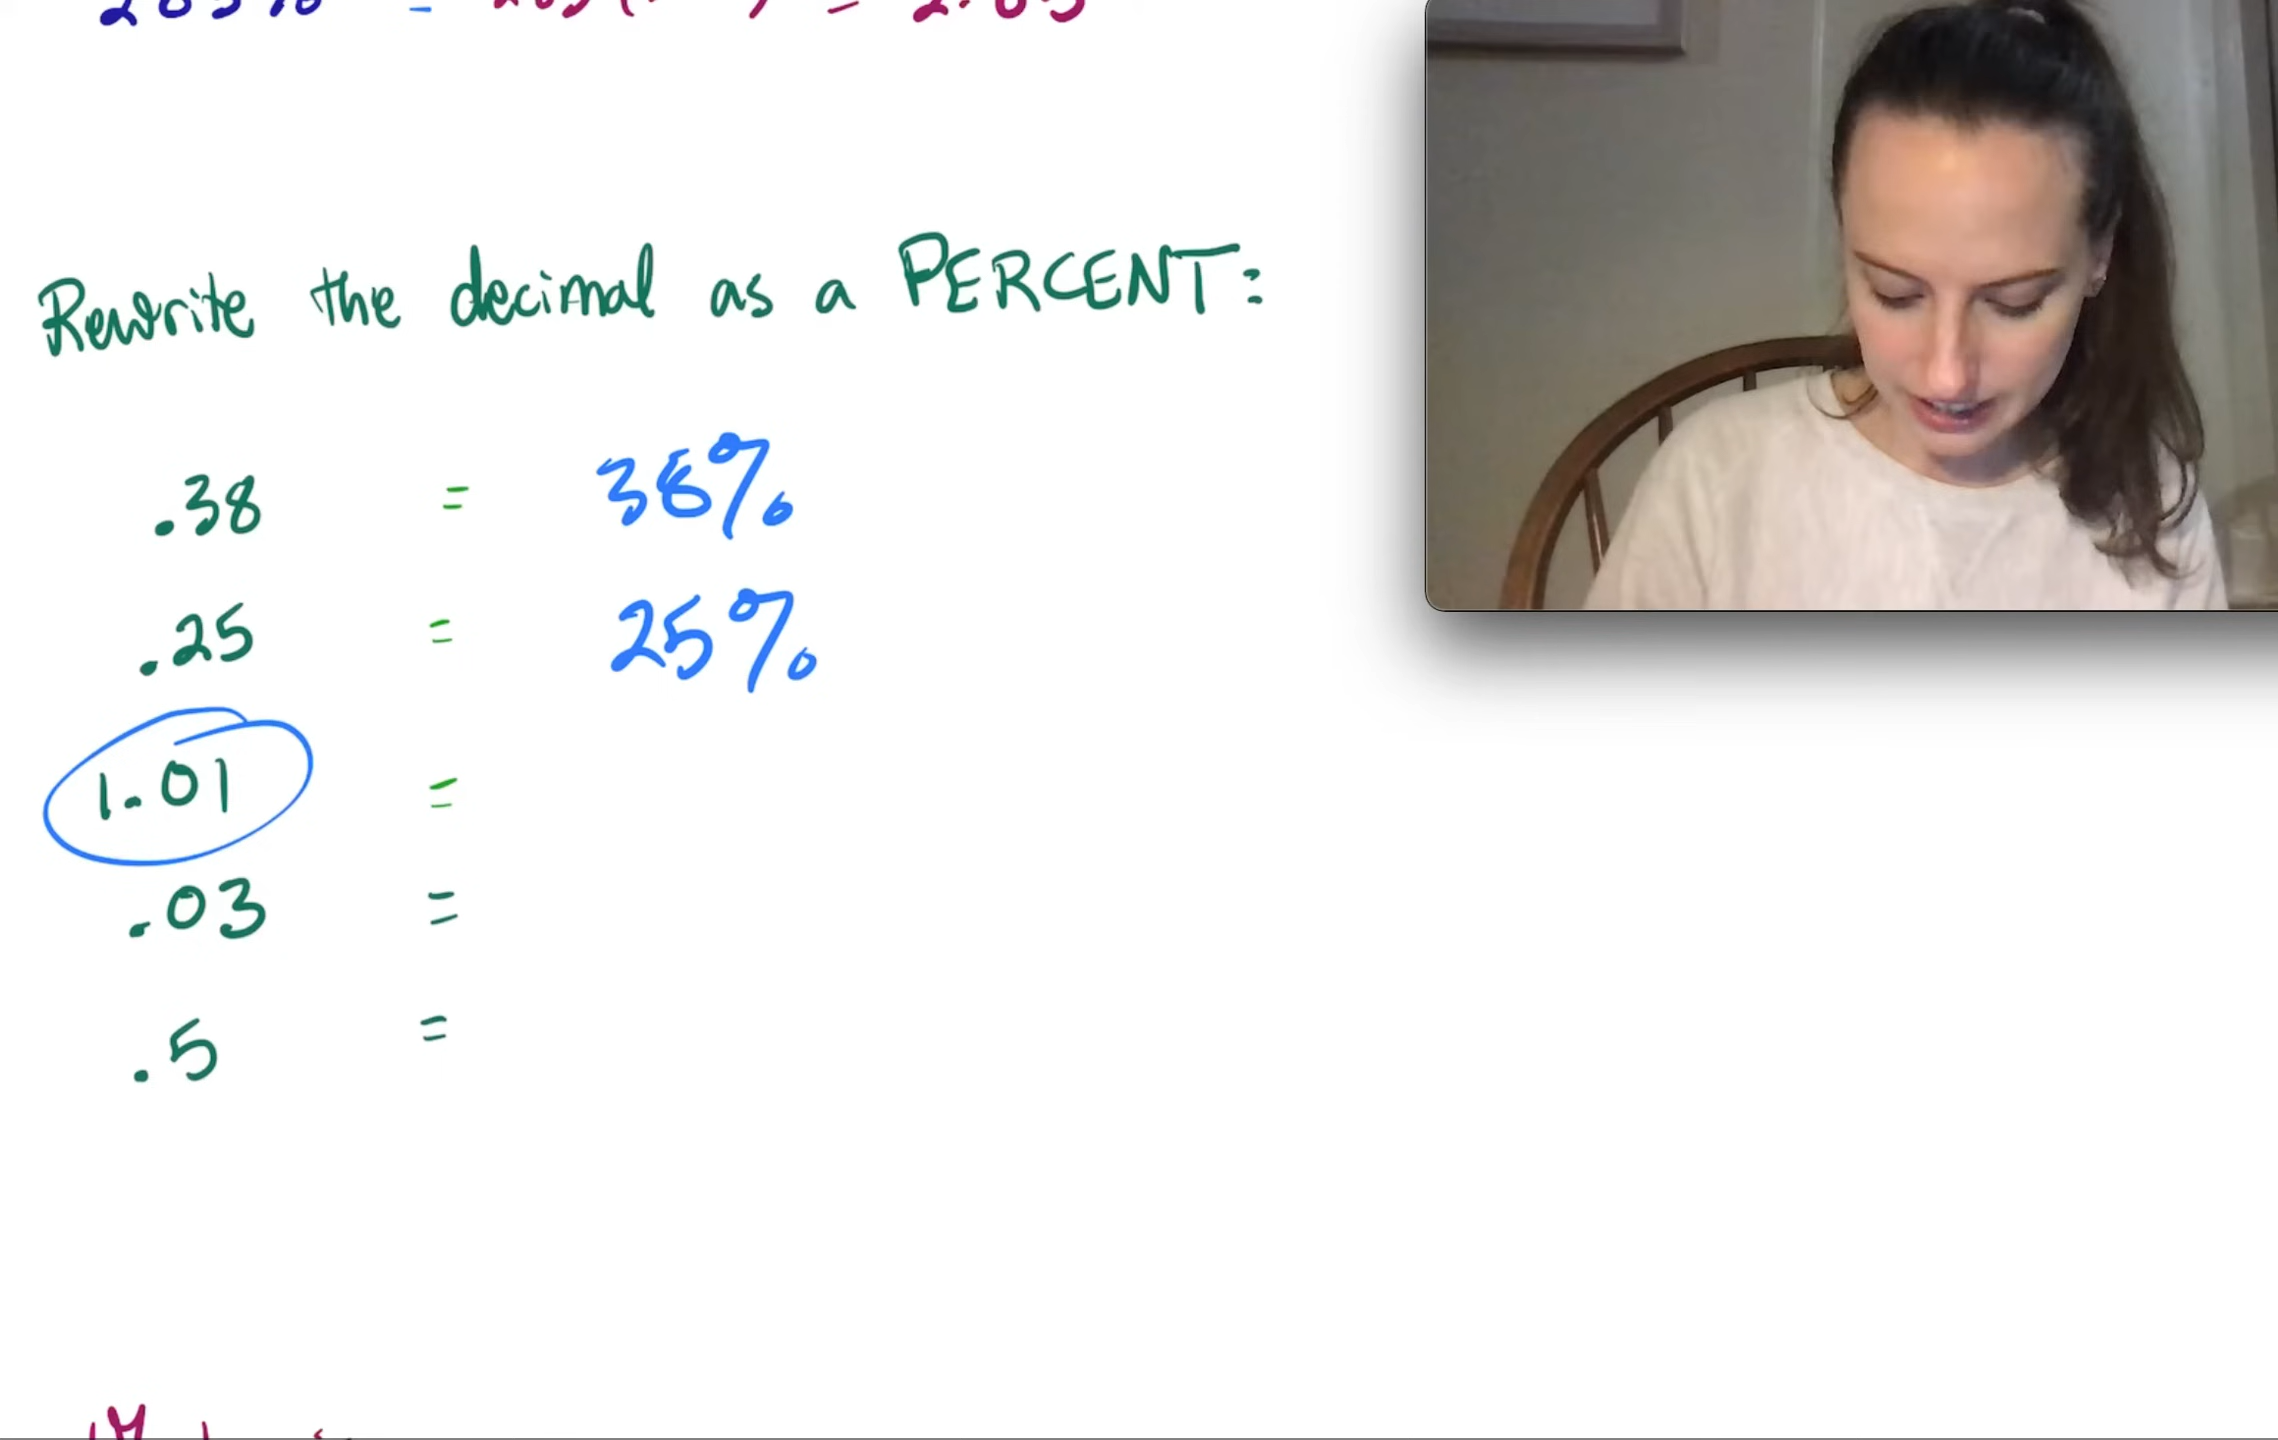 Rewrite the decimal as a PERCENT:
.38 = 38%
.25 = 25%
1.01 =
.03 =
.5 =